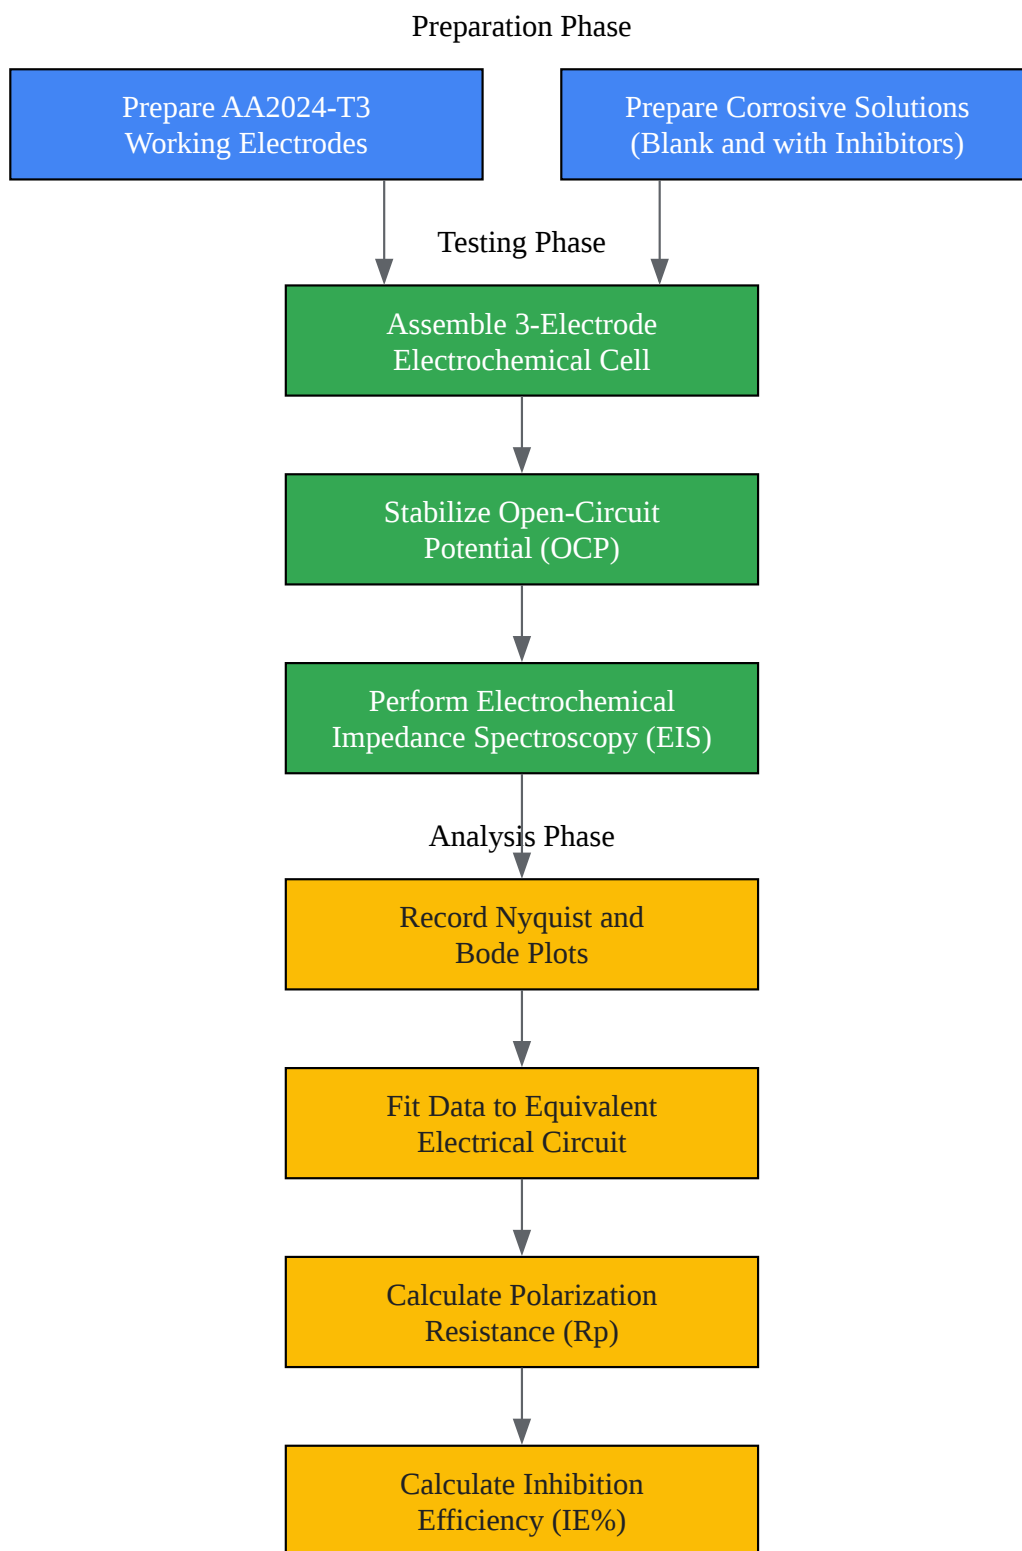 Preparation Phase
Prepare AA2024-T3
Working Electrodes
Prepare Corrosive Solutions
(Blank and with Inhibitors)
Testing Phase
Assemble 3-Electrode
Electrochemical Cell
Stabilize Open-Circuit
Potential (OCP)
Perform Electrochemical
Impedance Spectroscopy (EIS)
Analysis Phase
Record Nyquist and
Bode Plots
Fit Data to Equivalent
Electrical Circuit
Calculate Polarization
Resistance (Rp)
Calculate Inhibition
Efficiency (IE%)